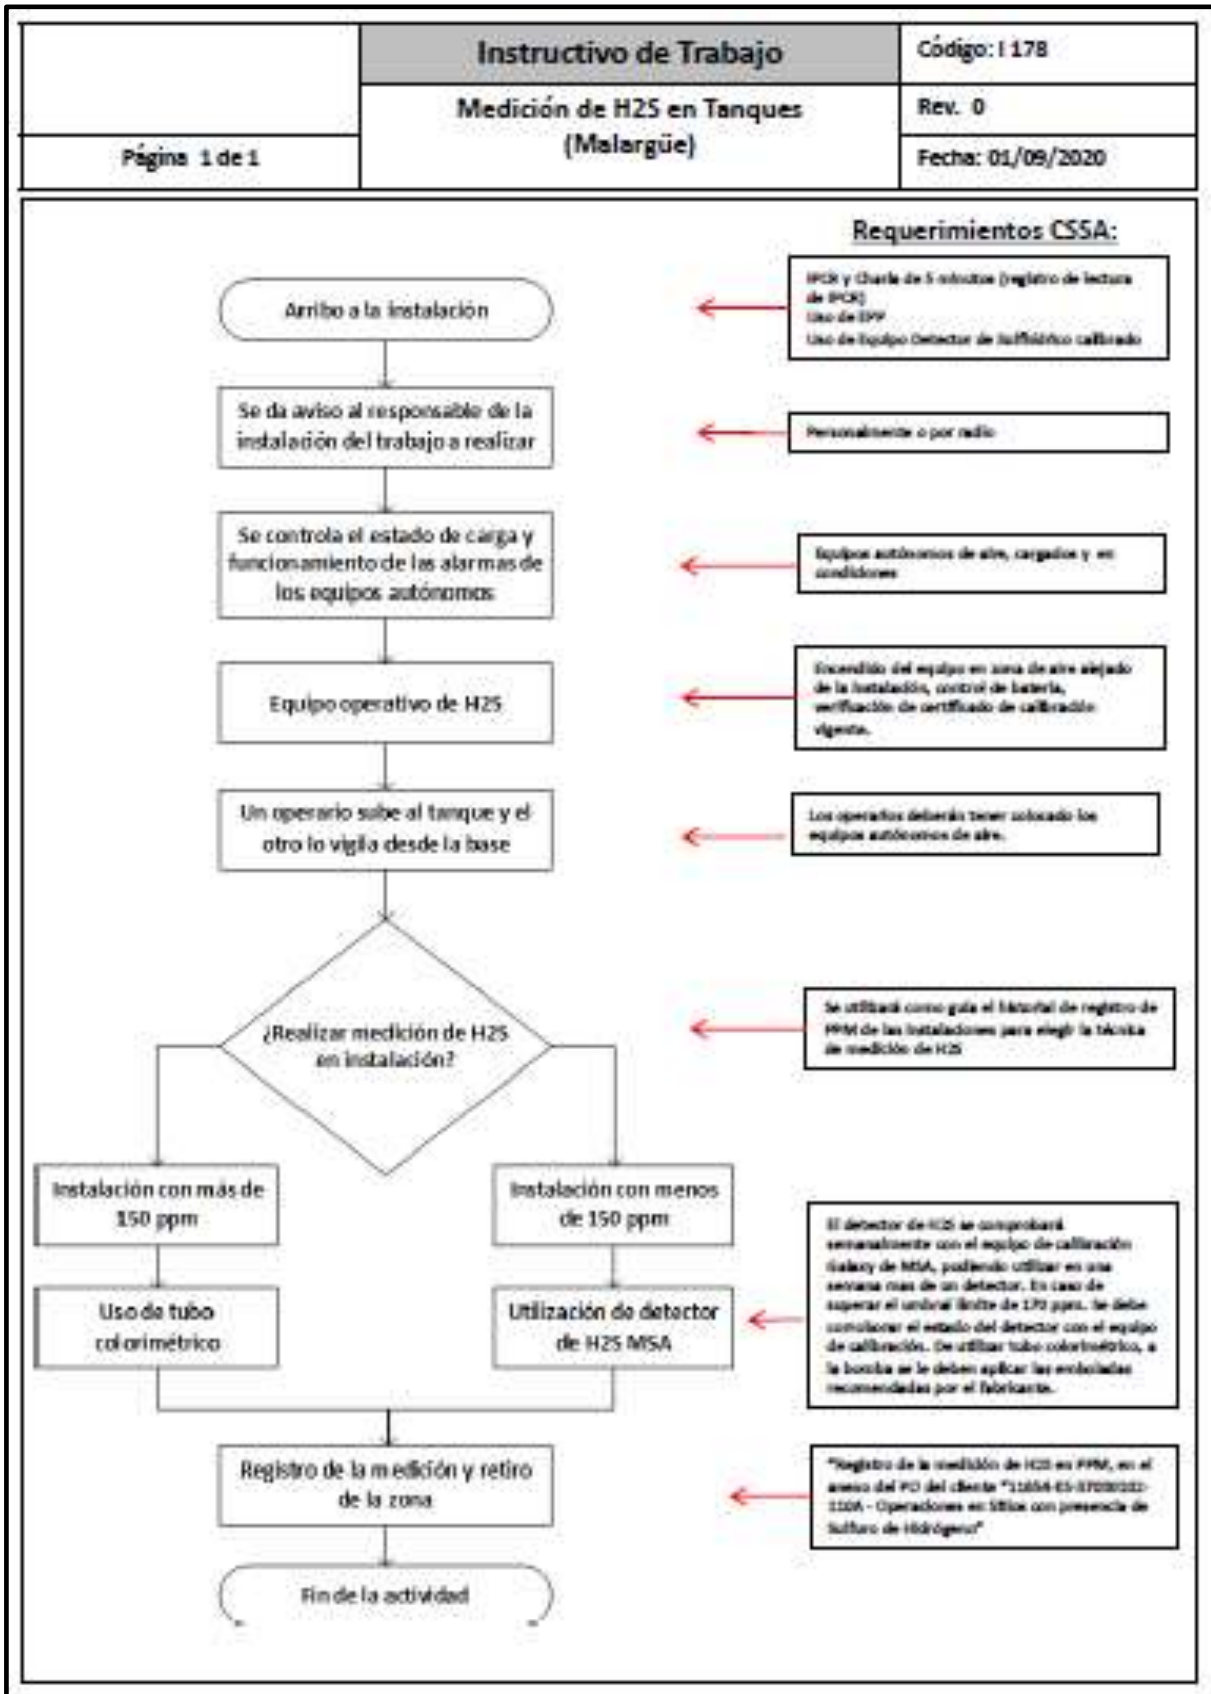 Instructivo de Trabajo
Código: I 178
Medición de H2S en Tanques
(Malargüe)
Rev. 0
Página 1 de 1
Fecha: 01/09/2020
Requerimientos CSSA:
Arribo a la instalación
IPCR y Charla de 5 minutos (registro de lectura
de IPCR)
Uso de EPP
Uso de Equipo Detector de Sulfhídrico calibrado
Se da aviso al responsable de la
instalación del trabajo a realizar
Personalmente o por radio
Se controla el estado de carga y
funcionamiento de las alarmas de
los equipos autónomos
Equipos autónomos de aire, cargados y en
condiciones
Equipo operativo de H2S
Encendido del equipo en zona de aire alejado
de la instalación, control de batería,
verificación de certificado de calibración
vigente.
Un operario sube al tanque y el
otro lo vigila desde la base
Los operarios deberán tener colocado los
equipos autónomos de aire.
¿Realizar medición de H2S
en instalación?
Se utilizará como guía el historial de registro de
PPM de las instalaciones para elegir la técnica
de medición de H2S
Instalación con más de
150 ppm
Instalación con menos
de 150 ppm
Uso de tubo
colorimétrico
Utilización de detector
de H2S MSA
El detector de H2S se comprobará
semanalmente con el equipo de calibración
Galaxy de MSA, pudiendo utilizar en una
semana mas de un detector. En caso de
superar el umbral límite de 170 ppm. Se debe
corroborar el estado del detector con el equipo
de calibración. De utilizar tubo colorimétrico, a
la bomba se le deben aplicar las emboladas
recomendadas por el fabricante.
Registro de la medición y retiro
de la zona
"Registro de la medición de H2S en PPM, en el
anexo del PO del cliente
- Operaciones en Sitios con presencia de
Sulfuro de Hidrógeno"
Fin de la actividad